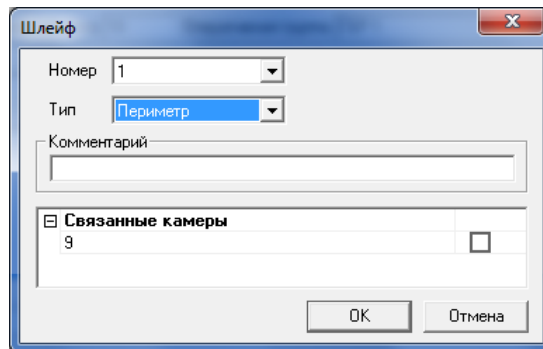 Шлейф
Номер 1
Тип Периметр
Комментарий
Связанные камеры
9
OK Отмена